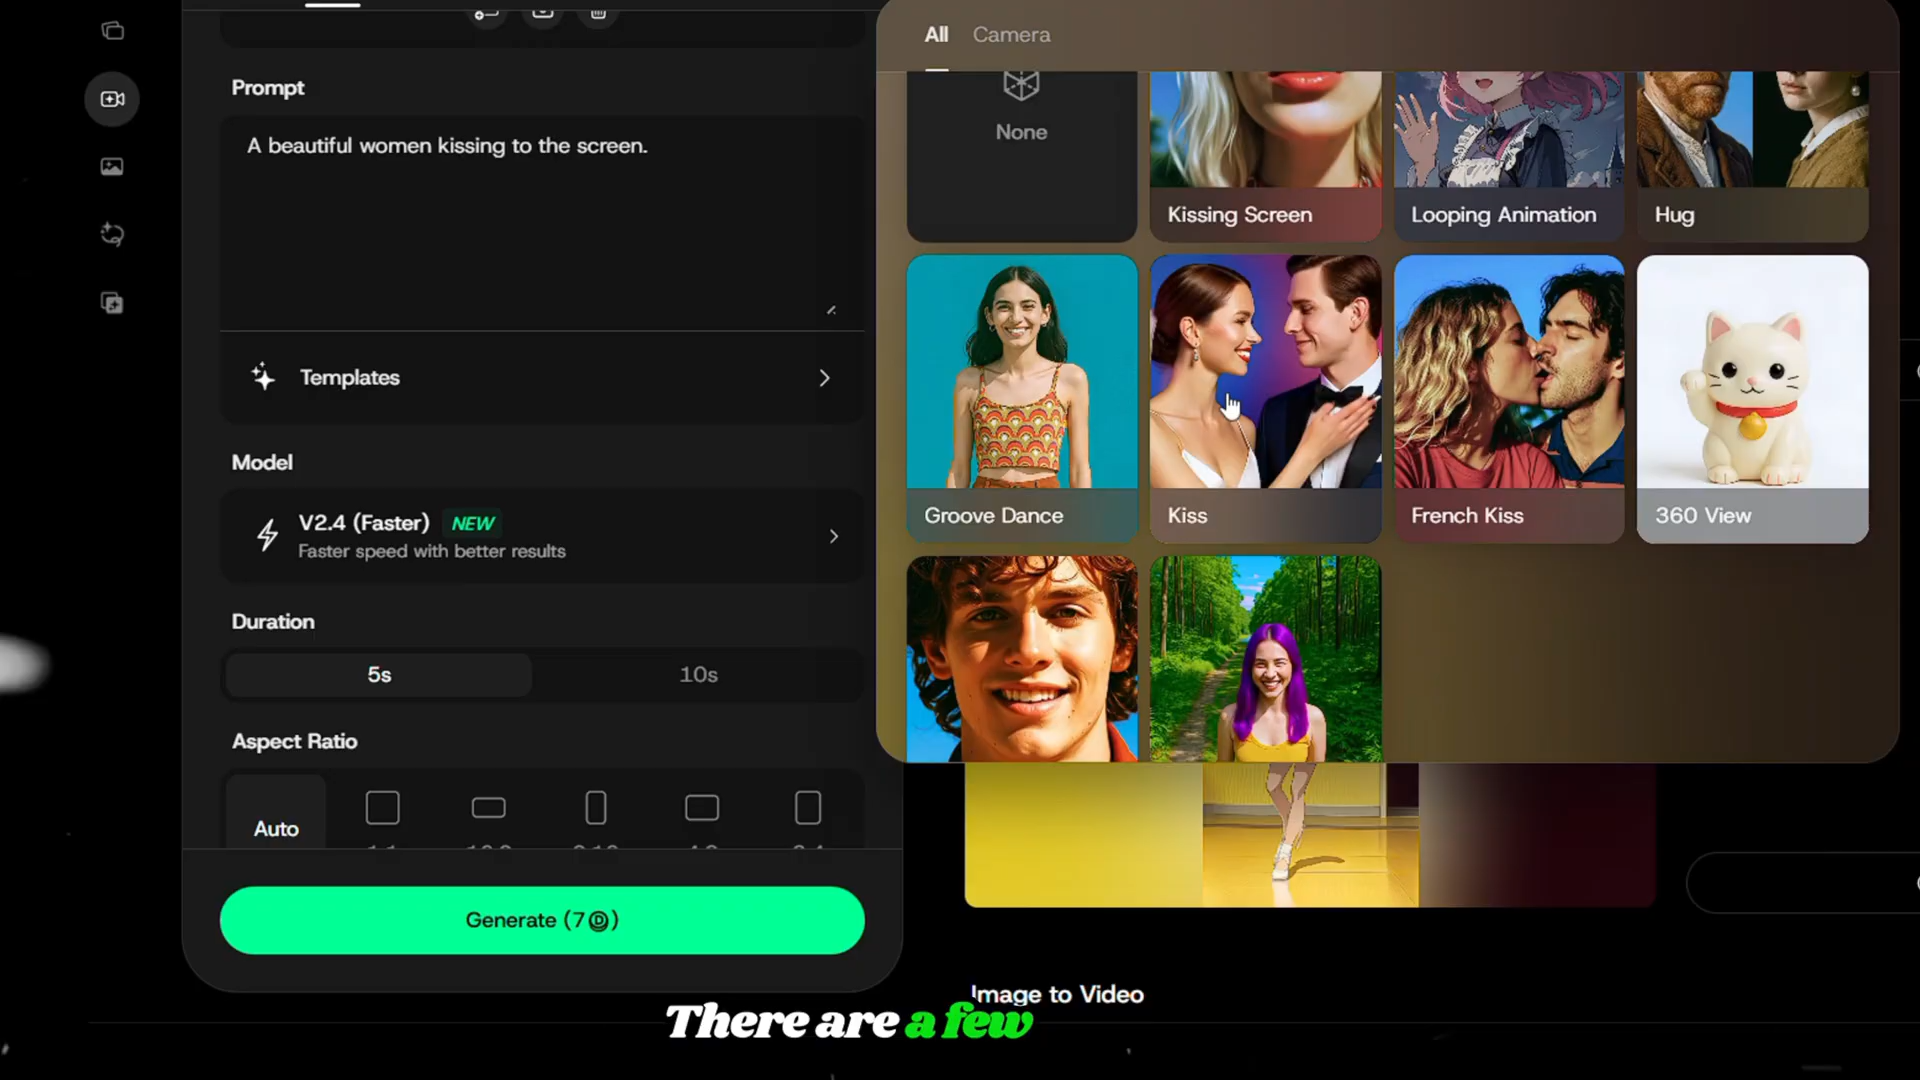 All Camera
Prompt
A beautiful women kissing to the screen.
None
Kissing Screen
Looping Animation
Hug
Templates
Groove Dance
Kiss
French Kiss
360 View
Model
V2.4 (Faster) NEW
Faster speed with better results
Duration
5s 10s
Aspect Ratio
Auto
Generate (7)
Image to Video
There are a few